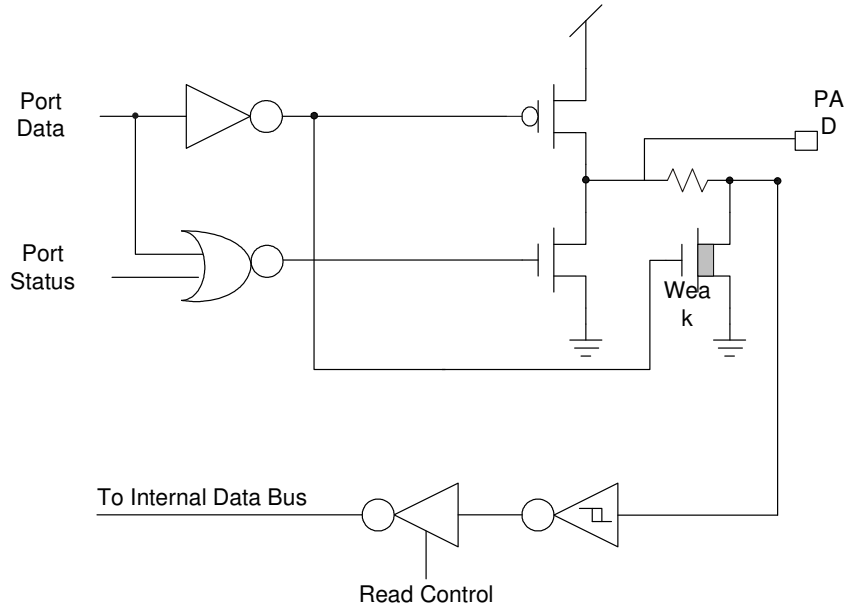 Port
Data
PA
D
Port
Status
Wea
k
To Internal Data Bus
Read Control